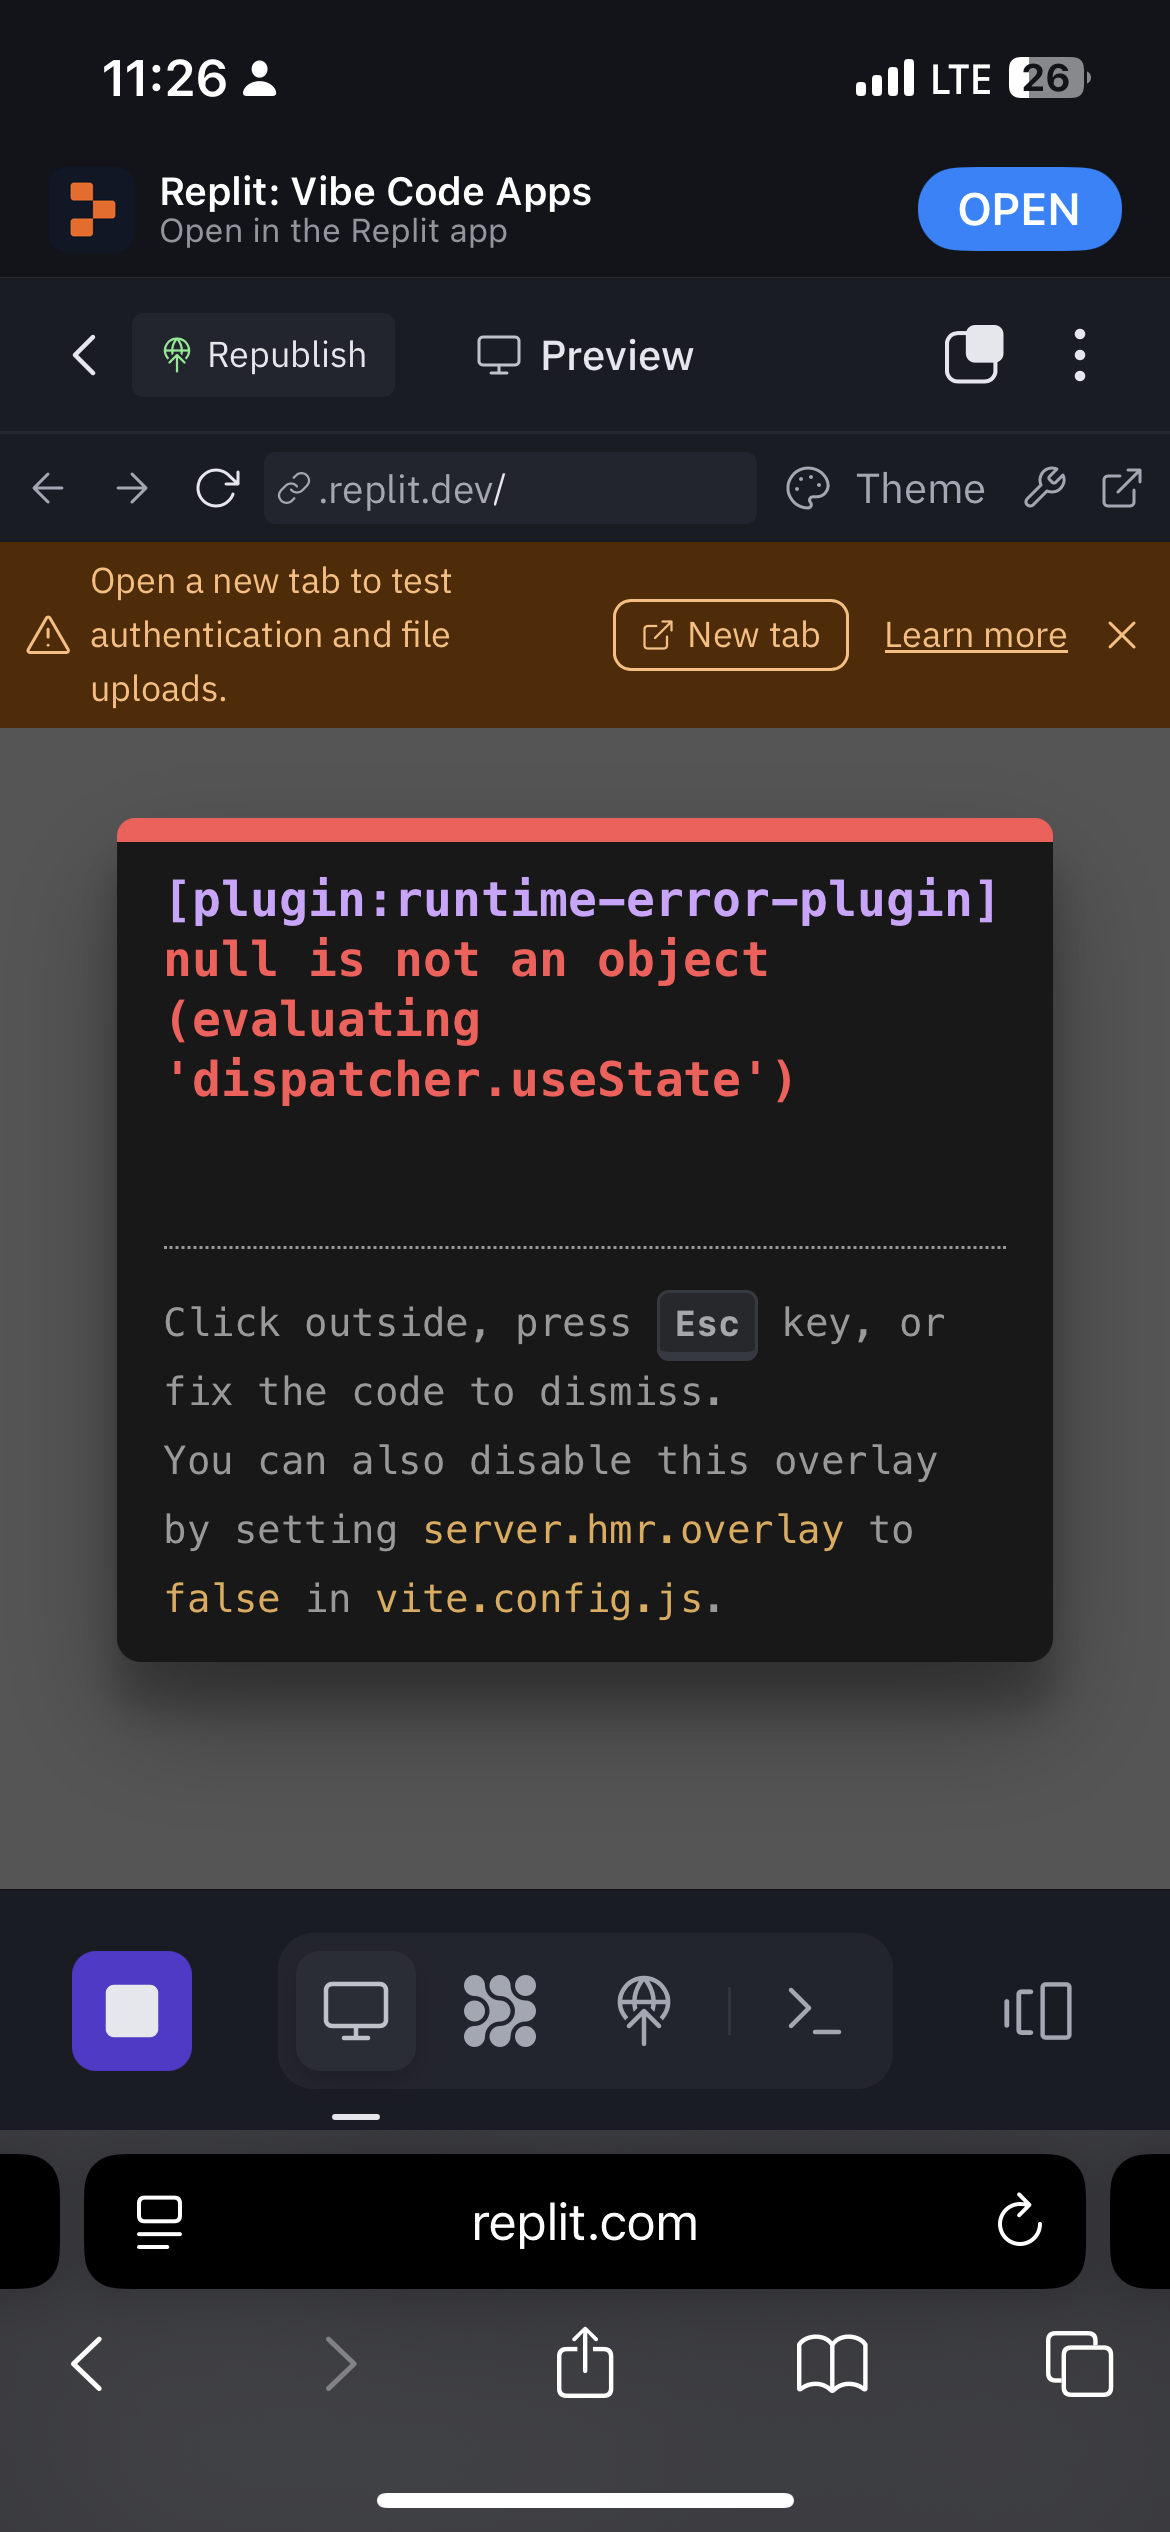 11:26
LTE 26
Replit: Vibe Code Apps
Open in the Replit app
OPEN
Republish
Preview
.replit.dev/
Theme
Open a new tab to test
authentication and file
uploads.
New tab
Learn more
[plugin:runtime-error-plugin]
null is not an object
(evaluating
'dispatcher.useState')
Click outside, press Esc key, or
fix the code to dismiss.
You can also disable this overlay
by setting server.hmr.overlay to
false in vite.config.js.
replit.com